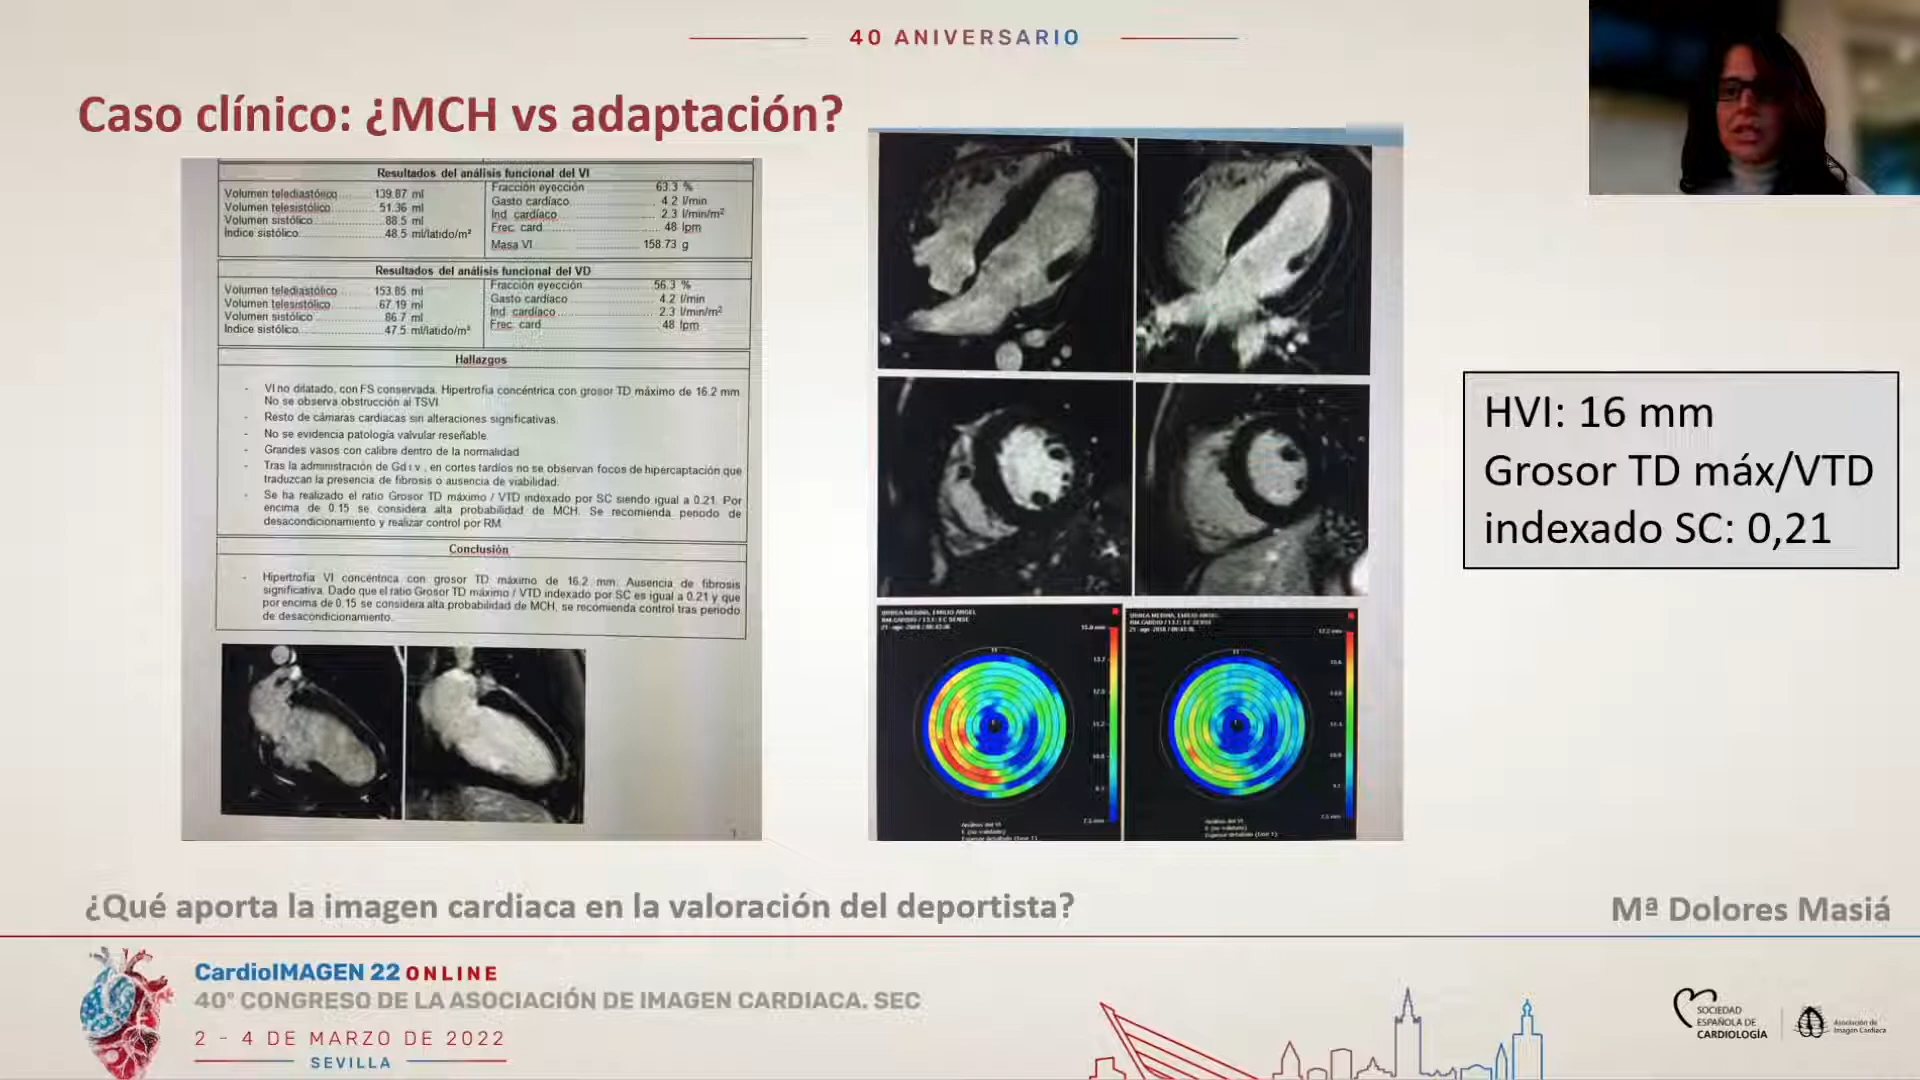 40 ANIVERSARIO
Caso clínico: ¿MCH vs adaptación?
Resultados del análisis funcional del VI
Volumen telediastólico 139.87 ml
Volumen telesistólico 51.36 ml
Volumen sistólico 88.5 ml
Índice sistólico 48.5 ml/latido/m²
Fracción eyección 63.3 %
Gasto cardíaco 4.2 l/min
Ind. cardíaco 2.3 l/min/m²
Frec. card. 48 lpm
Masa VI 158.73 g
Resultados del análisis funcional del VD
Volumen telediastólico 153.85 ml
Volumen telesistólico 67.19 ml
Volumen sistólico 86.7 ml
Indice sistólico 47.5 ml/latido/m²
Fracción eyección 56.3 %
Gasto cardíaco 4.2 l/min
Ind. cardíaco 2.3 l/min/m²
Frec. card. 48 lpm
Hallazgos
- VI no dilatado, con FS conservada. Hipertrofia concéntrica con grosor TD máximo de 16.2 mm
No se observa obstrucción al TSVI.
- Resto de cámaras cardiacas sin alteraciones significativas.
- No se evidencia patología valvular reseñable
- Grandes vasos con calibre dentro de la normalidad
- Tras la administración de Gd i.v., en cortes tardíos no se observan focos de hipercaptación que
traduzcan la presencia de fibrosis o ausencia de viabilidad.
- Se ha realizado el ratio Grosor TD máximo / VTD indexado por SC siendo igual a 0.21. Por
encima de 0.15 se considera alta probabilidad de MCH. Se recomienda periodo de
desacondicionamiento y realizar control por RM
Conclusión
- Hipertrofia VI concéntrica con grosor TD máximo de 16.2 mm. Ausencia de fibrosis
significativa. Dado que el ratio Grosor TD máximo / VTD indexado por SC es igual a 0.21 y que
por encima de 0.15 se considera alta probabilidad de MCH, se recomienda control tras periodo
de desacondicionamiento.
HVI: 16 mm
Grosor TD máx/VTD
indexado SC: 0,21
¿Qué aporta la imagen cardiaca en la valoración del deportista?
Mª Dolores Masiá
CardioIMAGEN 22 ONLINE
40º CONGRESO DE LA ASOCIACIÓN DE IMAGEN CARDIACA. SEC
2 - 4 DE MARZO DE 2022
SEVILLA
SOCIEDAD
ESPAÑOLA DE
CARDIOLOGÍA
Asociación de
Imagen Cardiaca